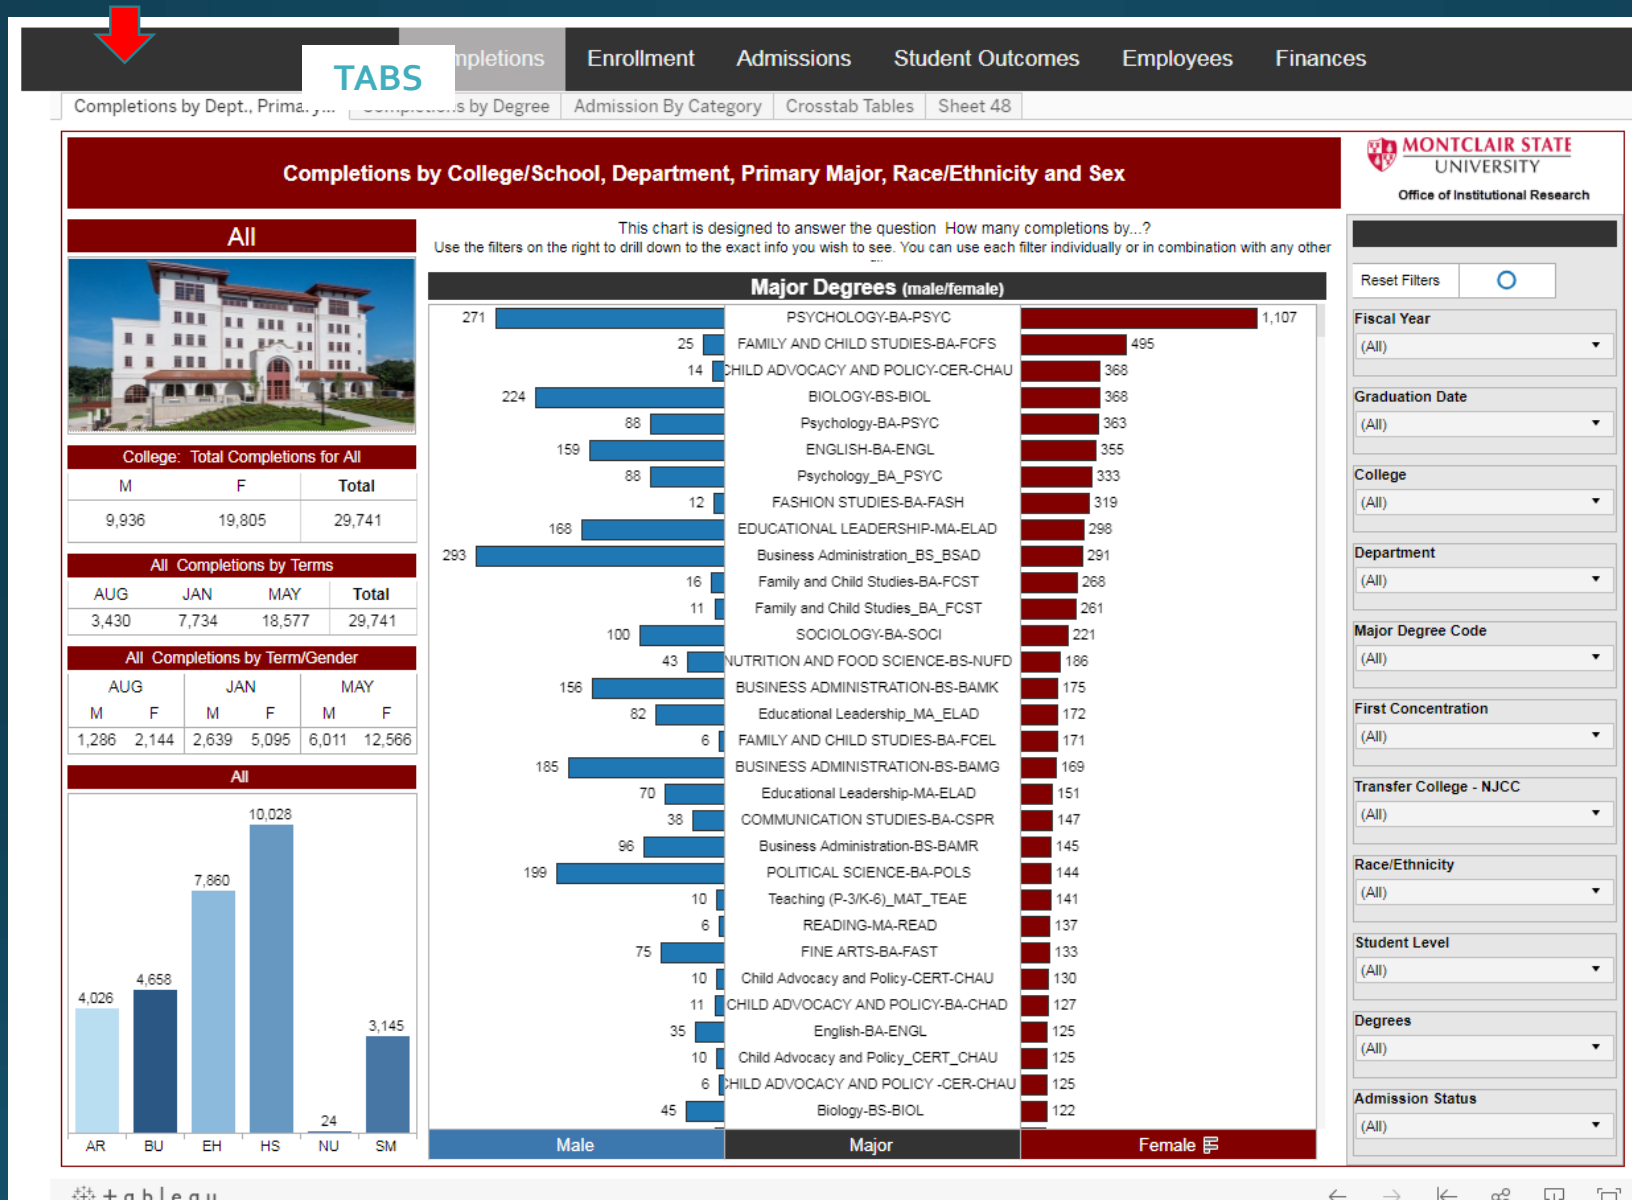 Enrollment Admissions Student Outcomes Employees Finances
TABS
Completions by Dept., by Degree Admission By Category Crosstab Tables Sheet 48
Completions by College/School, Department, Primary Major, Race/Ethnicity and Sex
MONTCLAIR STATE
UNIVERSITY
Office of Institutional Research
All
This chart is designed to answer the question How many completions by...?
Use the filters on the right to drill down to the exact info you wish to see. You can use each filter individually or in combination with any other
College: Total Completions for All
M F Total
9,936 19,805 29,741
All Completions by Terms
AUG JAN MAY Total
3,430 7,734 18,577 29,741
All Completions by Term/Gender
AUG JAN MAY
M F M F M F
1,286 2,144 2,639 5,095 6,011 12,566
All
10,028
7,860
4,658
4,026
3,145
24
AR BU EH HS NU SM
Major Degrees (male/female)
271 PSYCHOLOGY-BA-PSYC 1,107
25 FAMILY AND CHILD STUDIES-BA-FCFS 495
14 CHILD ADVOCACY AND POLICY-CER-CHAU 368
224 BIOLOGY-BS-BIOL 368
88 Psychology-BA-PSYC 363
159 ENGLISH-BA-ENGL 355
88 Psychology_BA_PSYC 333
12 FASHION STUDIES-BA-FASH 319
168 EDUCATIONAL LEADERSHIP-MA-ELAD 298
293 Business Administration_BS_BSAD 291
16 Family and Child Studies-BA-FCST 268
11 Family and Child Studies_BA_FCST 261
100 SOCIOLOGY-BA-SOCI 221
43 NUTRITION AND FOOD SCIENCE-BS-NUFD 186
156 BUSINESS ADMINISTRATION-BS-BAMK 175
82 Educational Leadership_MA_ELAD 172
6 FAMILY AND CHILD STUDIES-BA-FCEL 171
185 BUSINESS ADMINISTRATION-BS-BAMG 169
70 Educational Leadership-MA-ELAD 151
38 COMMUNICATION STUDIES-BA-CSPR 147
96 Business Administration-BS-BAMR 145
199 POLITICAL SCIENCE-BA-POLS 144
10 Teaching (P-3/K-6)_MAT_TEAE 141
6 READING-MA-READ 137
75 FINE ARTS-BA-FAST 133
10 Child Advocacy and Policy-CERT-CHAU 130
11 CHILD ADVOCACY AND POLICY-BA-CHAD 127
35 English-BA-ENGL 125
10 Child Advocacy and Policy_CERT_CHAU 125
6 CHILD ADVOCACY AND POLICY -CER-CHAU 125
45 Biology-BS-BIOL 122
Male Major Female
Reset Filters
Fiscal Year
(All)
Graduation Date
(All)
College
(All)
Department
(All)
Major Degree Code
(All)
First Concentration
(All)
Transfer College - NJCC
(All)
Race/Ethnicity
(All)
Student Level
(All)
Degrees
(All)
Admission Status
(All)
tableau